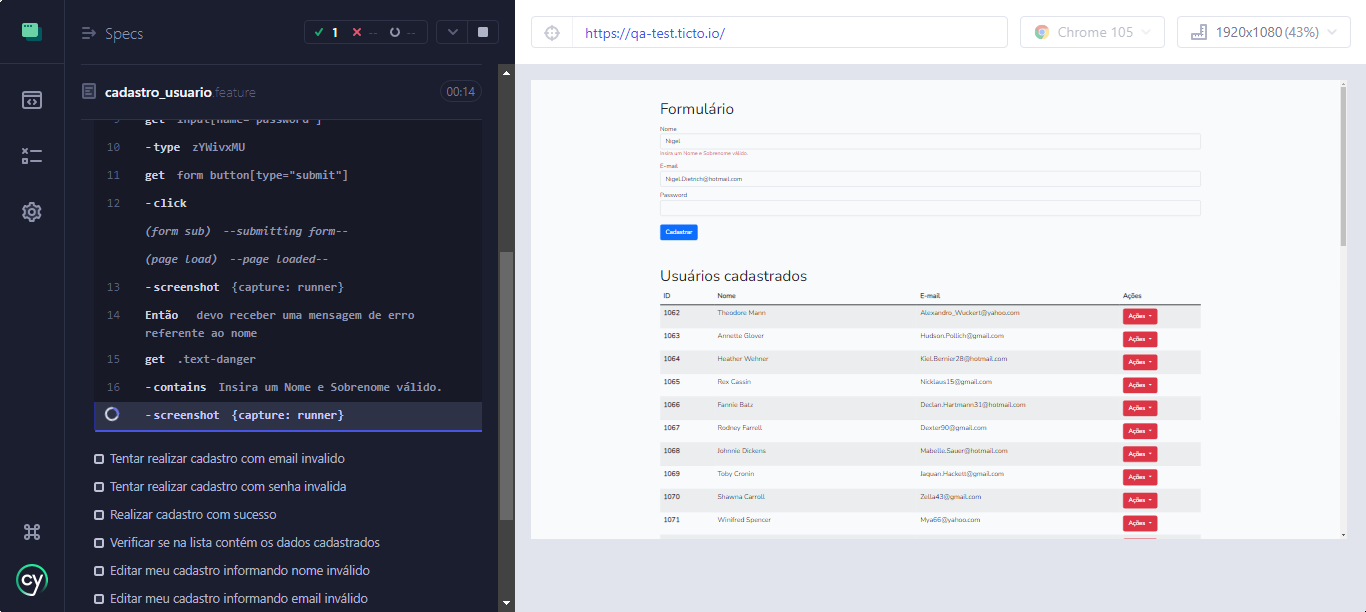 Specs
1
--
--
cadastro_usuario.feature
00:14
9 get input[name="password"]
10 -type zYWivxMU
11 get form button[type="submit"]
12 -click
(form sub) --submitting form--
(page load) --page loaded--
13 -screenshot {capture: runner}
14 Então devo receber uma mensagem de erro
referente ao nome
15 get .text-danger
16 -contains Insira um Nome e Sobrenome válido.
-screenshot {capture: runner}
Tentar realizar cadastro com email invalido
Tentar realizar cadastro com senha invalida
Realizar cadastro com sucesso
Verificar se na lista contém os dados cadastrados
Editar meu cadastro informando nome inválido
Editar meu cadastro informando email inválido
cy
https://qa-test.ticto.io/
Chrome 105
1920x1080 (43%)
Formulário
Nome
Nigel
Insira um Nome e Sobrenome válido.
E-mail
Nigel.Dietrich@hotmail.com
Password
Cadastrar
Usuários cadastrados
ID Nome E-mail Ações
1062 Theodore Mann Alexandro_Wuckert@yahoo.com Ações
1063 Annette Glover Hudson.Pollich@gmail.com Ações
1064 Heather Wehner Kiel.Bernier28@hotmail.com Ações
1065 Rex Cassin Nicklaus15@gmail.com Ações
1066 Fannie Batz Declan.Hartmann31@hotmail.com Ações
1067 Rodney Farrell Dexter90@gmail.com Ações
1068 Johnnie Dickens Mabelle.Sauer@hotmail.com Ações
1069 Toby Cronin Jaquan.Hackett@gmail.com Ações
1070 Shawna Carroll Zella43@gmail.com Ações
1071 Winifred Spencer Mya66@yahoo.com Ações